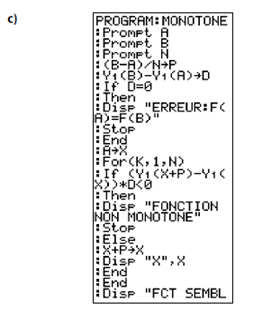 c)
PROGRAM:MONOTONE
:Prompt A
:Prompt B
:Prompt N
:(B-A)/N→P
:Y₁(B)-Y₁(A)→D
:If D=0
:Then
:Disp "ERREUR:F(
A)=F(B)"
:Stop
:End
:A→X
:For(K,1,N)
:If (Y₁(X+P)-Y₁(
X))*D<0
:Then
:Disp "FONCTION
NON MONOTONE"
:Stop
:Else
:X+P→X
:Disp "X",X
:End
:End
:Disp "FCT SEMBL